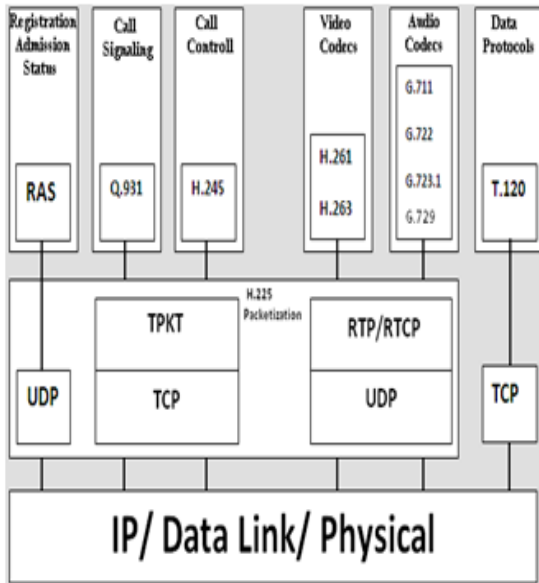 Registration
Admission
Status
Call
Signaling
Call
Controll
Video
Codecs
Audio
Codecs
Data
Protocols
RAS
Q.931
H.245
H.261
H.263
G.711
G.722
G.723.1
G.729
T.120
H.225
Packetization
TPKT
TCP
RTP/RTCP
UDP
UDP
TCP
IP/ Data Link/ Physical